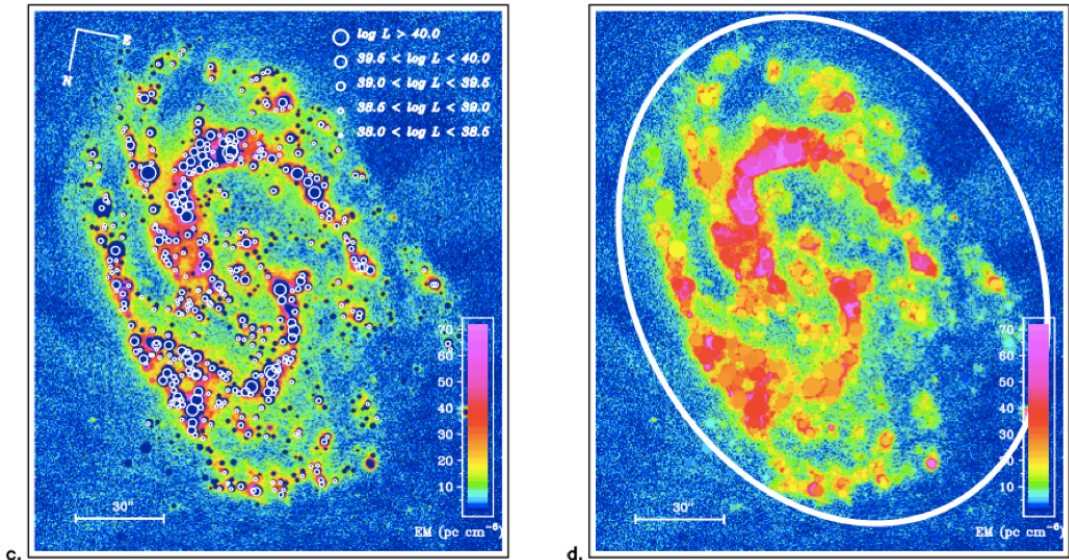 E
N
log L > 40.0
39.5 < log L < 40.0
39.0 < log L < 39.5
38.5 < log L < 39.0
38.0 < log L < 38.5
70
60
50
40
30
20
10
30"
EM (pc cm⁻⁶)
c.
70
60
50
40
30
20
10
30"
EM (pc cm⁻⁶)
d.